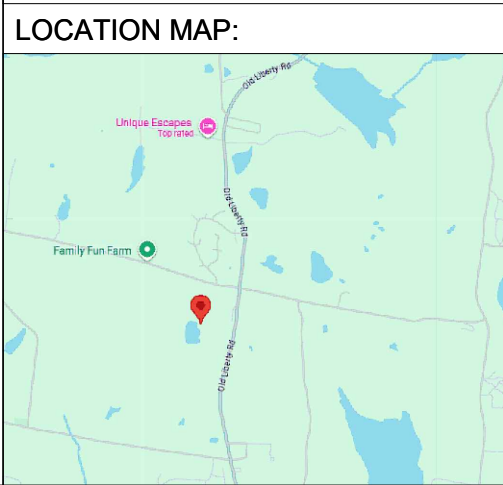 LOCATION MAP:
Old Liberty Rd
Unique Escapes
Top rated
Old Liberty Rd
Family Fun Farm
Old Liberty Rd